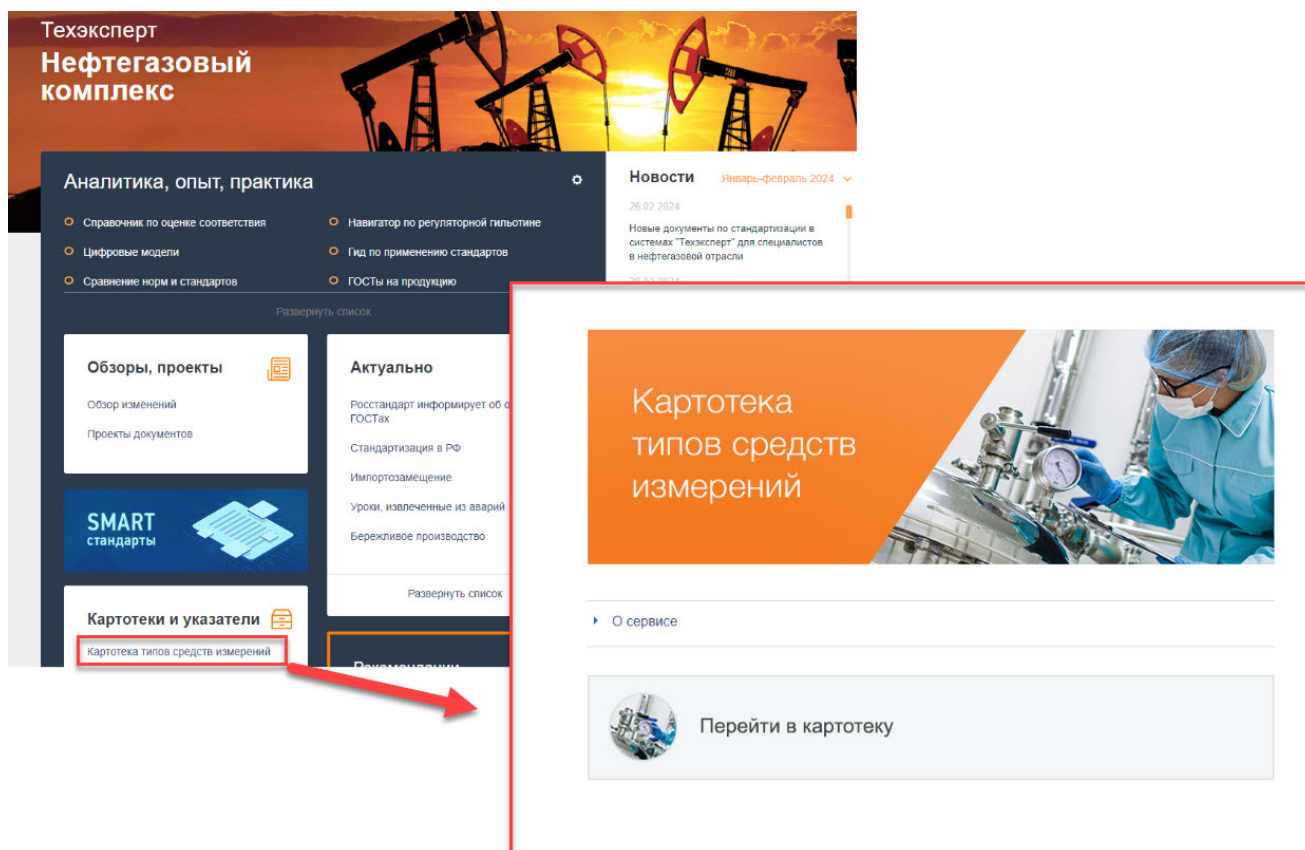 Техэксперт
Нефтегазовый
комплекс
Аналитика, опыт, практика
Справочник по оценке соответствия
Цифровые модели
Сравнение норм и стандартов
Навигатор по регуляторной гильотине
Гид по применению стандартов
ГОСТы на продукцию
Развернуть список
Новости
Январь-февраль 2024
26.02.2024
Новые документы по стандартизации в
системах "Техэксперт" для специалистов
в нефтегазовой отрасли
26.02.2024
Обзоры, проекты
Обзор изменений
Проекты документов
SMART
стандарты
Картотеки и указатели
Картотека типов средств измерений
Актуально
Росстандарт информирует об о
ГОСТах
Стандартизация в РФ
Импортозамещение
Уроки, извлеченные из аварий
Бережливое производство
Развернуть список
Рекомендации
Картотека
типов средств
измерений
О сервисе
Перейти в картотеку